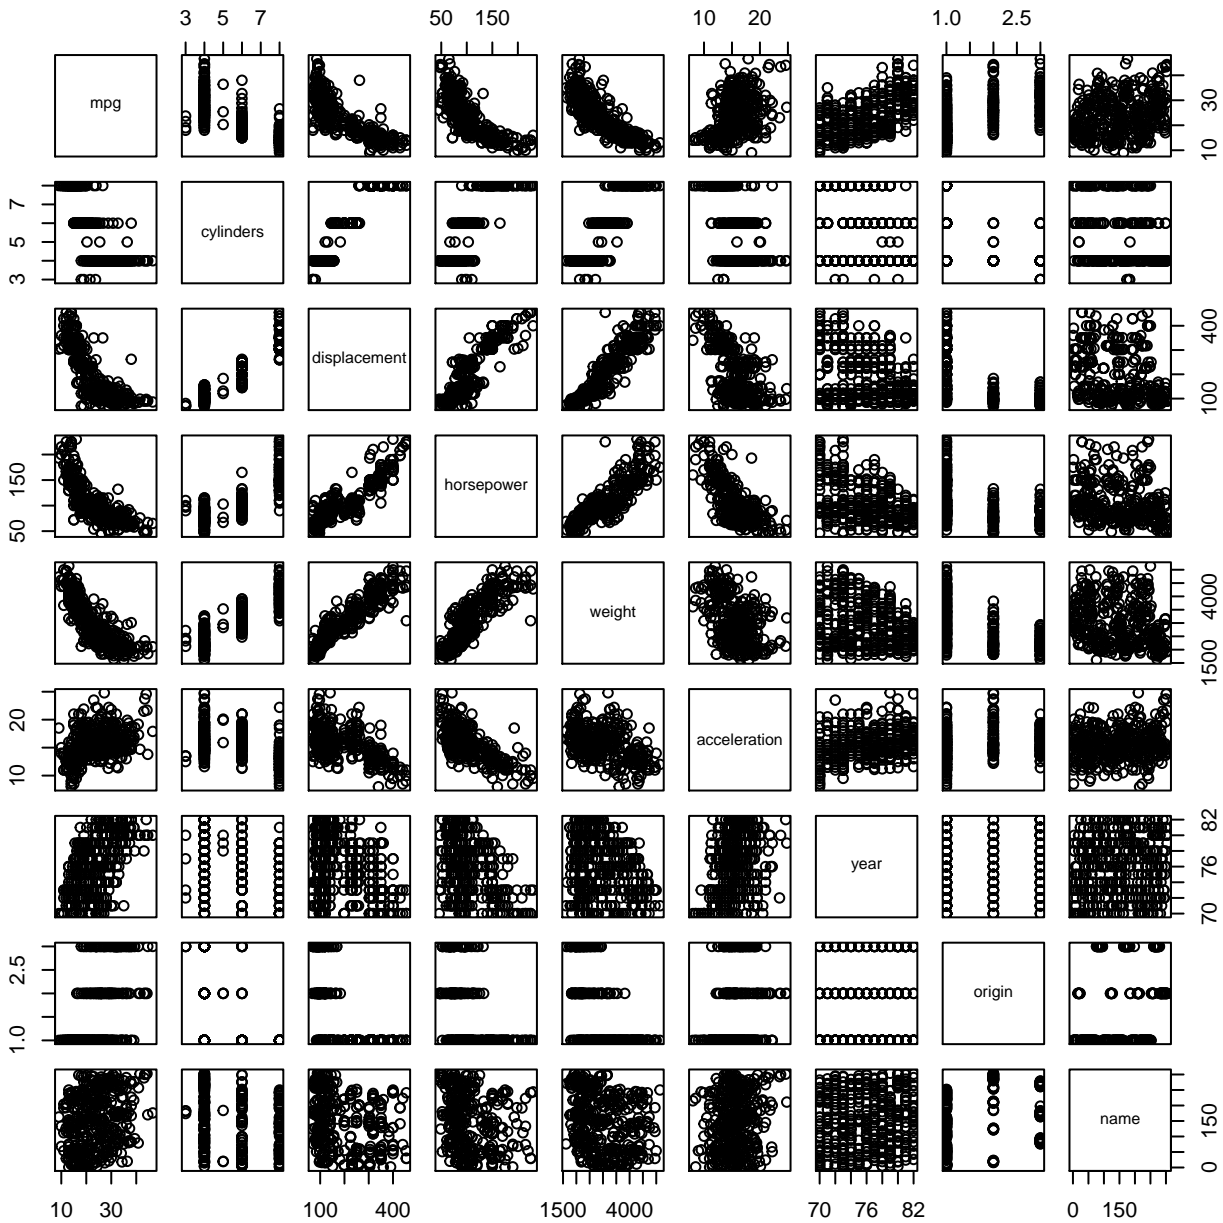 3 5 7 50 150 10 20 1.0 2.5
mpg 10 30
3 5 7 cylinders
displacement 100 400
50 150 horsepower
weight 1500 4000
10 20 acceleration
year 70 76 82
1.0 2.5 origin
name 0 150
10 30 100 400 1500 4000 70 76 82 0 150